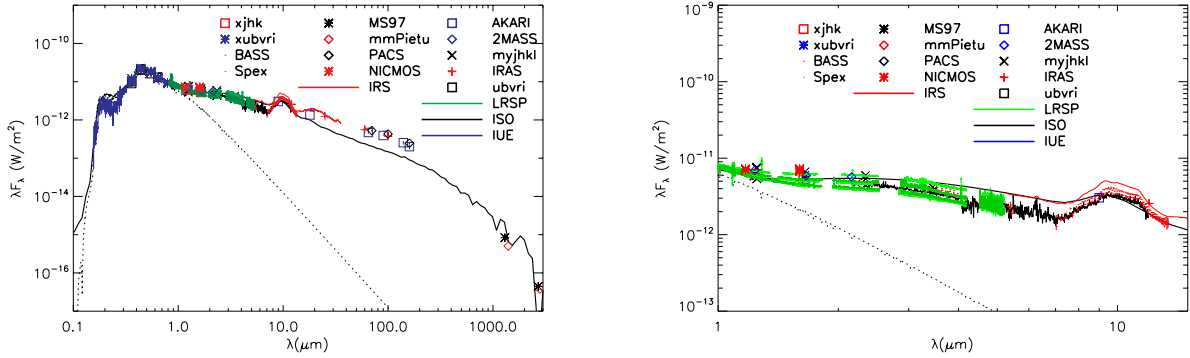 xjhk MS97 AKARI
xubvri mmPietu 2MASS
BASS PACS myjhkl
Spex NICMOS IRAS
IRS ubvri
LRSP
ISO
IUE
10⁻¹⁰
10⁻¹²
10⁻¹⁴
10⁻¹⁶
λFλ (W/m²)
0.1 1.0 10.0 100.0 1000.0
λ(μm)
xjhk MS97 AKARI
xubvri mmPietu 2MASS
BASS PACS myjhkl
Spex NICMOS IRAS
IRS ubvri
LRSP
ISO
IUE
10⁻⁹
10⁻¹⁰
10⁻¹¹
10⁻¹²
10⁻¹³
λFλ (W/m²)
1 10
λ(μm)